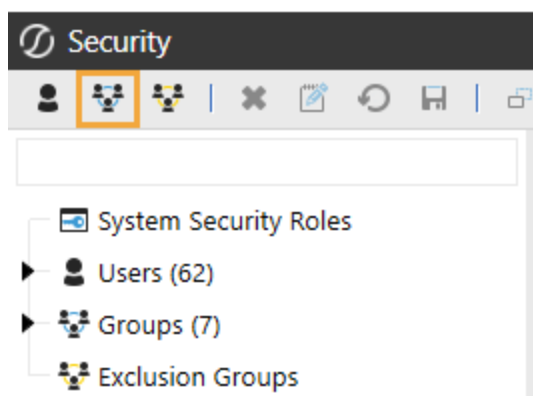 Security
System Security Roles
Users (62)
Groups (7)
Exclusion Groups